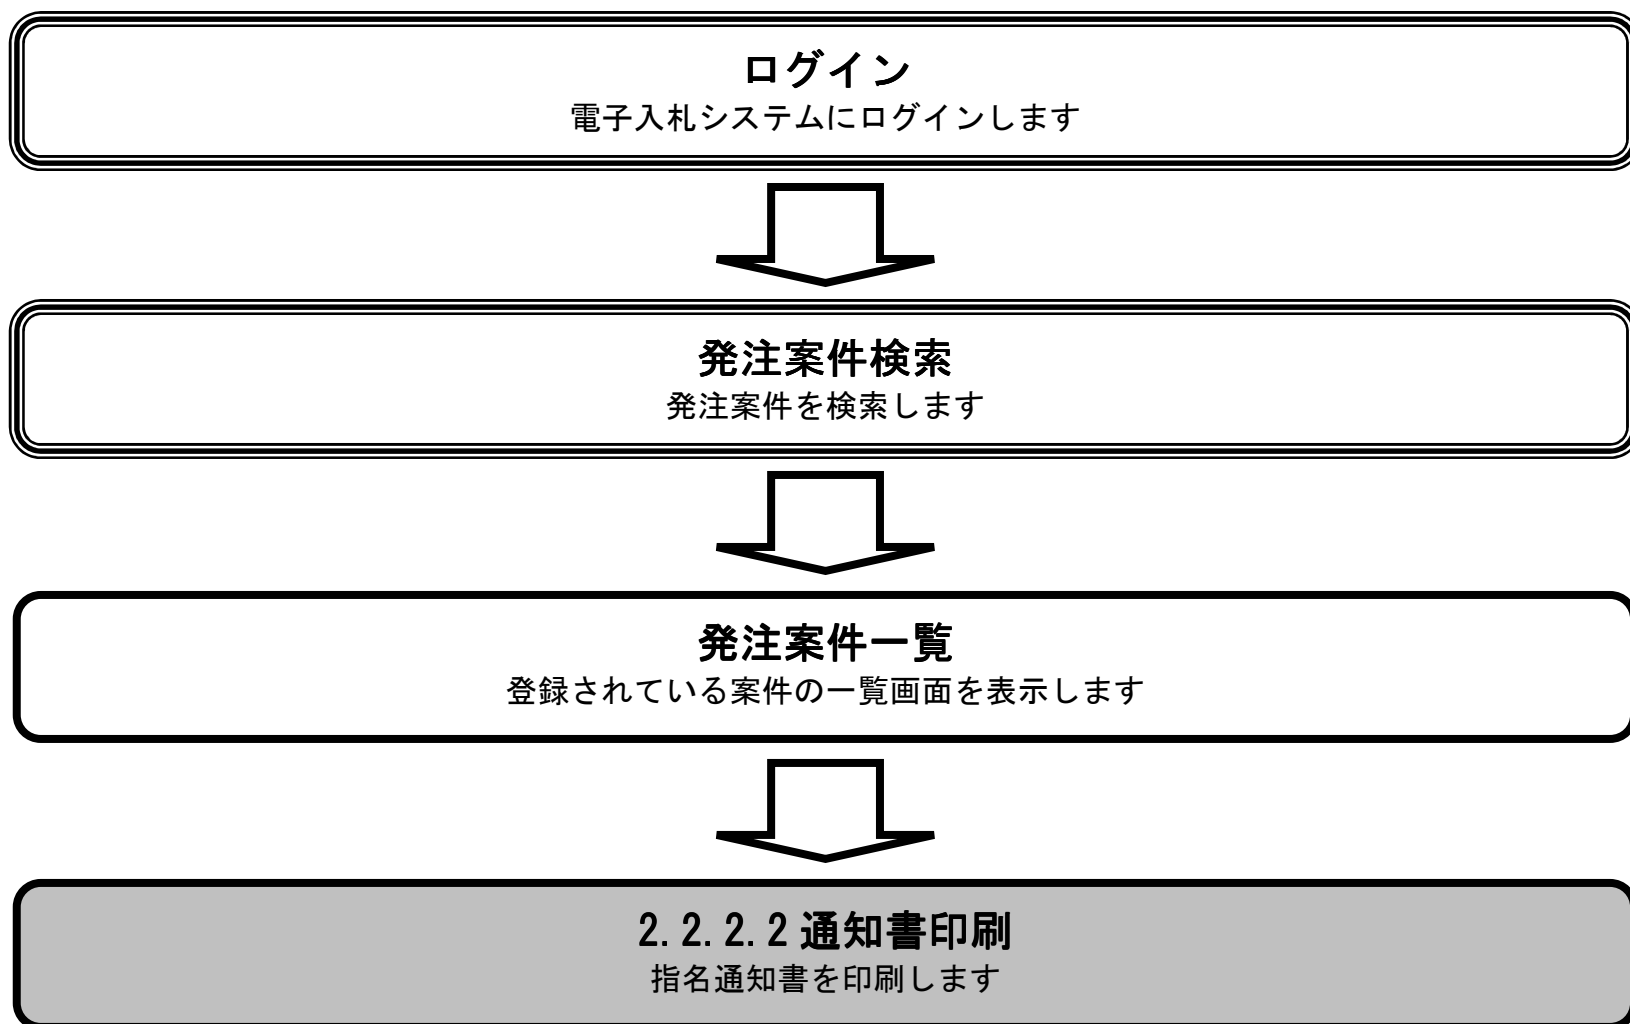 ログイン
電子入札システムにログインします
発注案件検索
発注案件を検索します
発注案件一覧
登録されている案件の一覧画面を表示します
2.2.2.2 通知書印刷
指名通知書を印刷します